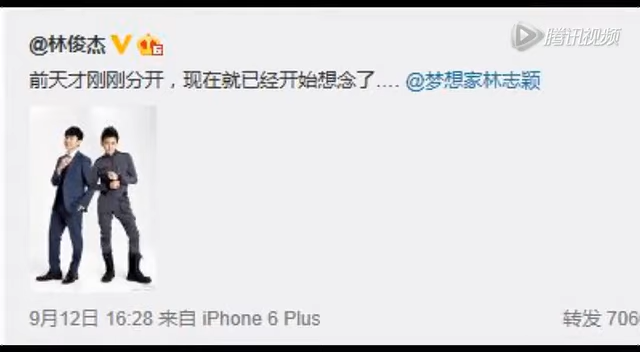 腾讯视频
@林俊杰
6
前天才刚刚分开，现在就已经开始想念了.... @梦想家林志颖
9月12日 16:28 来自 iPhone 6 Plus
转发 706